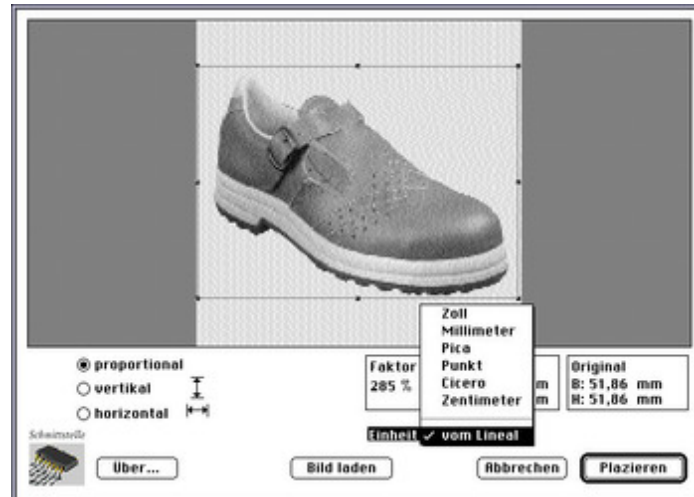 Zoll
Millimeter
Pica
Punkt
Cicero
Zentimeter
vom Lineal
proportional
vertikal
horizontal
Faktor
285 %
m
m
Original
B: 51,86 mm
H: 51,86 mm
Einheit
Schnittstelle
Über...
Bild laden
Abbrechen
Plazieren